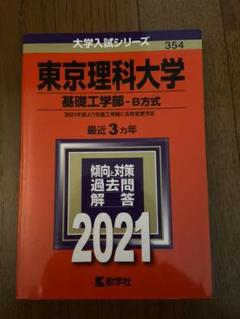 大学入試シリーズ
354
東京理科大学
基礎工学部-B方式
2021年度より先進工学部に名称変更予定
最近3カ年
傾向と対策
過去問
解答
2021
教学社